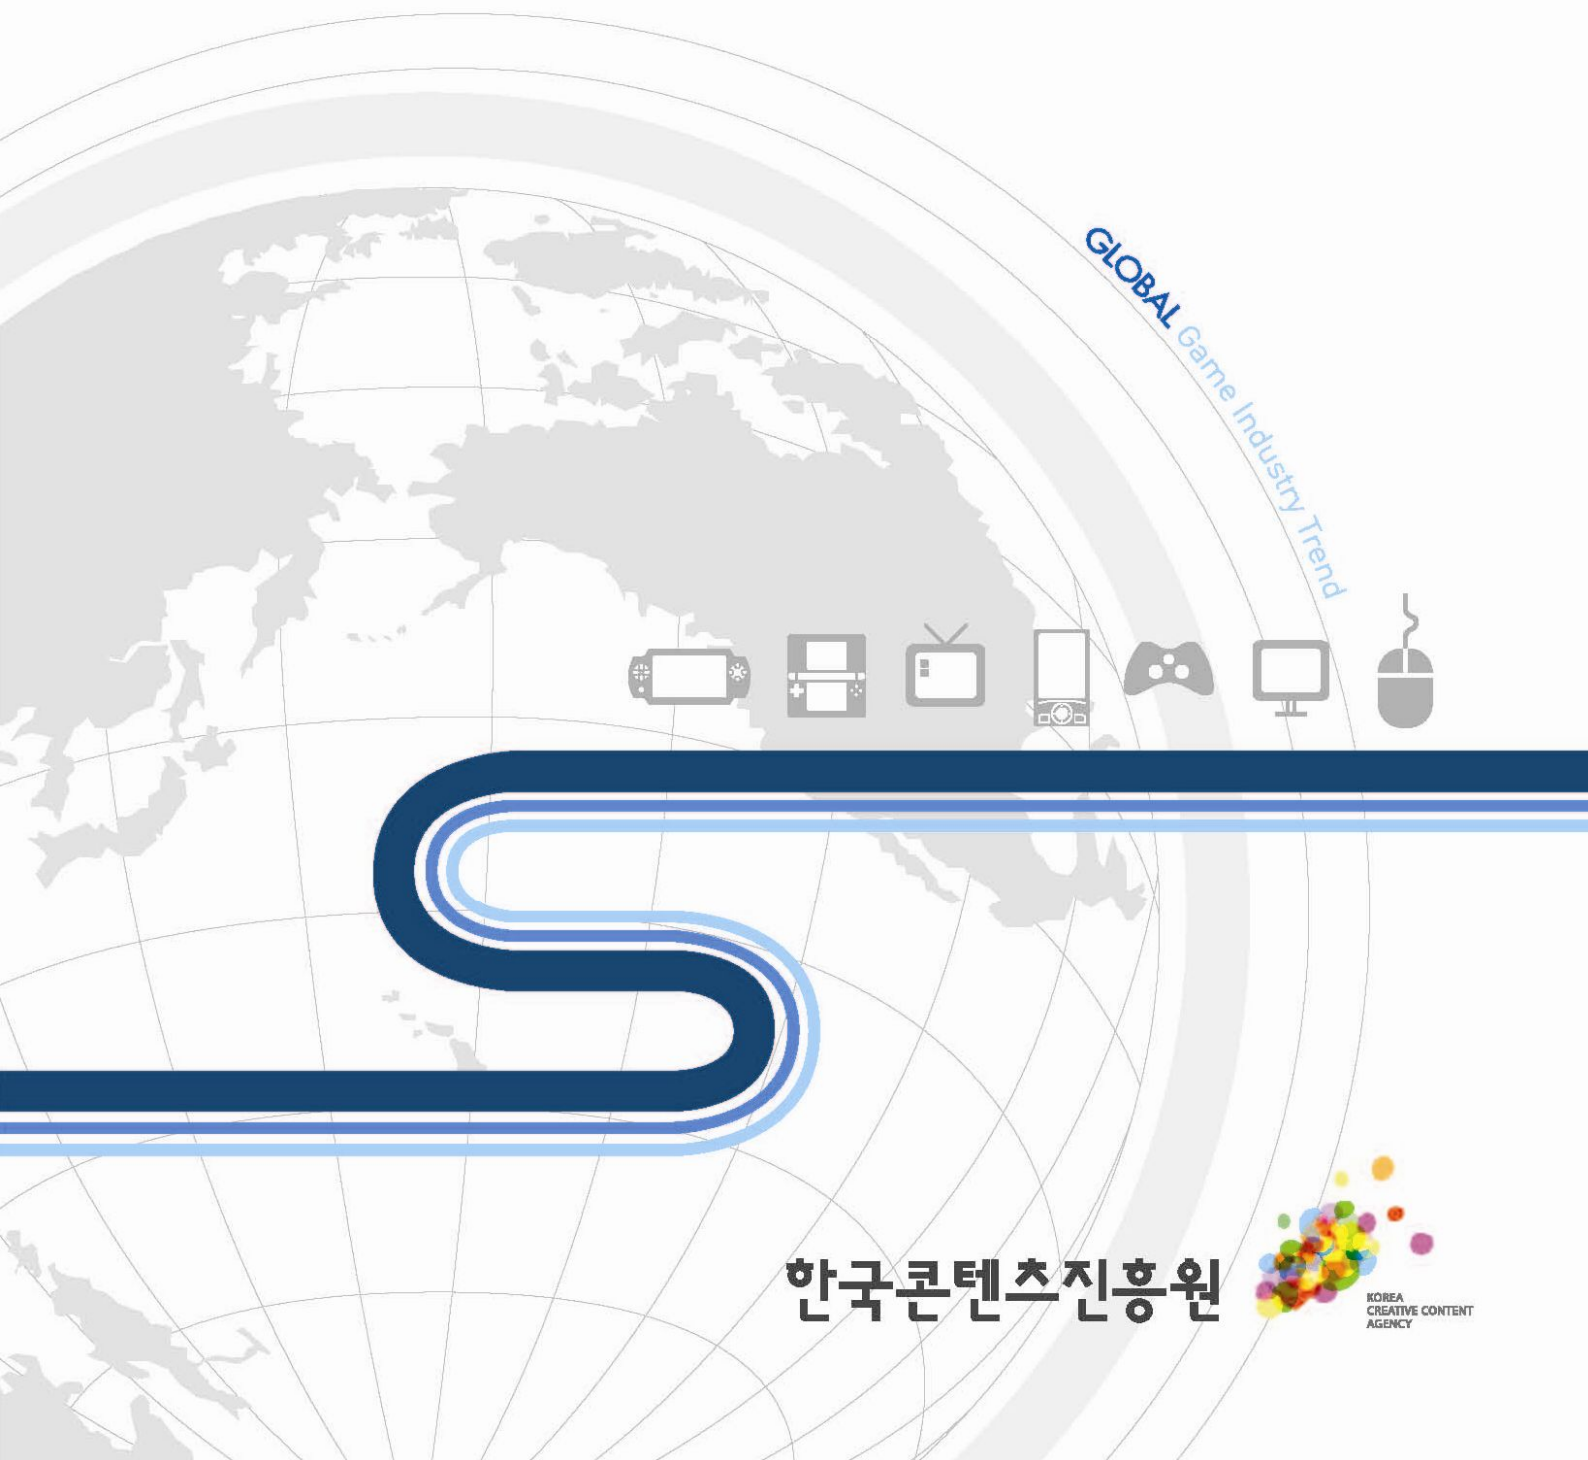 GLOBAL Game Industry Trend
한국콘텐츠진흥원
KOREA
CREATIVE CONTENT
AGENCY